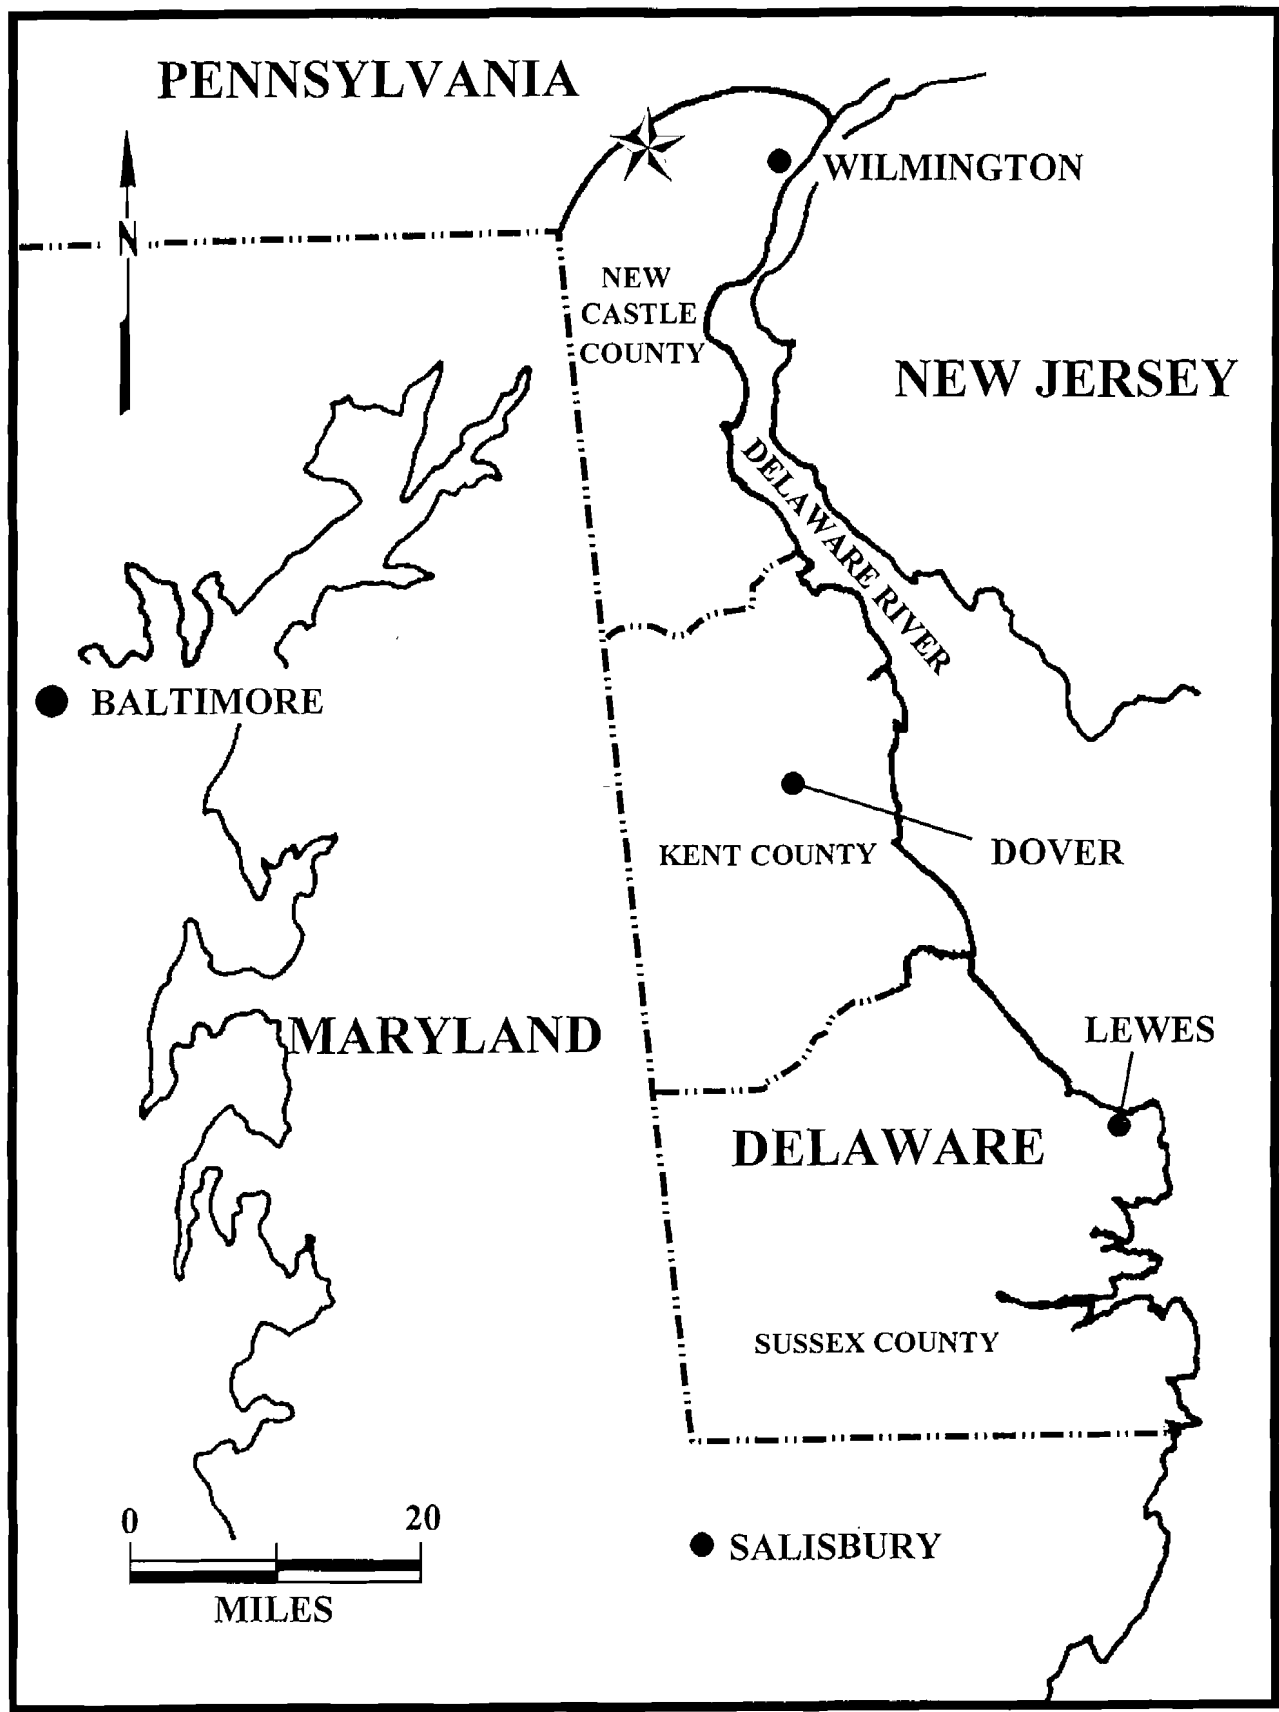 PENNSYLVANIA
WILMINGTON
N
NEW
CASTLE
COUNTY
NEW JERSEY
DELAWARE RIVER
BALTIMORE
KENT COUNTY
DOVER
MARYLAND
LEWES
DELAWARE
SUSSEX COUNTY
0 20
MILES
SALISBURY